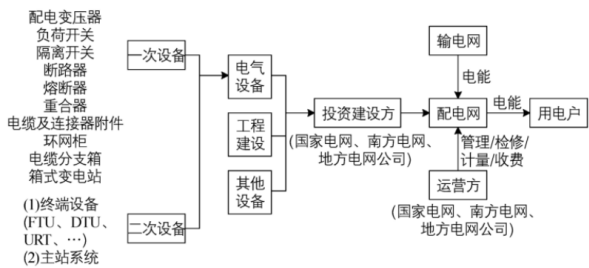 配电变压器
负荷开关
隔离开关
断路器
熔断器
重合器
电缆及连接器附件
环网柜
电缆分支箱
箱式变电站
(1)终端设备
(FTU、DTU、
URT、…)
(2)主站系统
一次设备
二次设备
电气
设备
工程
建设
其他
设备
投资建设方
(国家电网、南方电网、
地方电网公司)
输电网
电能
配电网
电能
用电户
管理/检修/
计量/收费
运营方
(国家电网、南方电网、
地方电网公司)